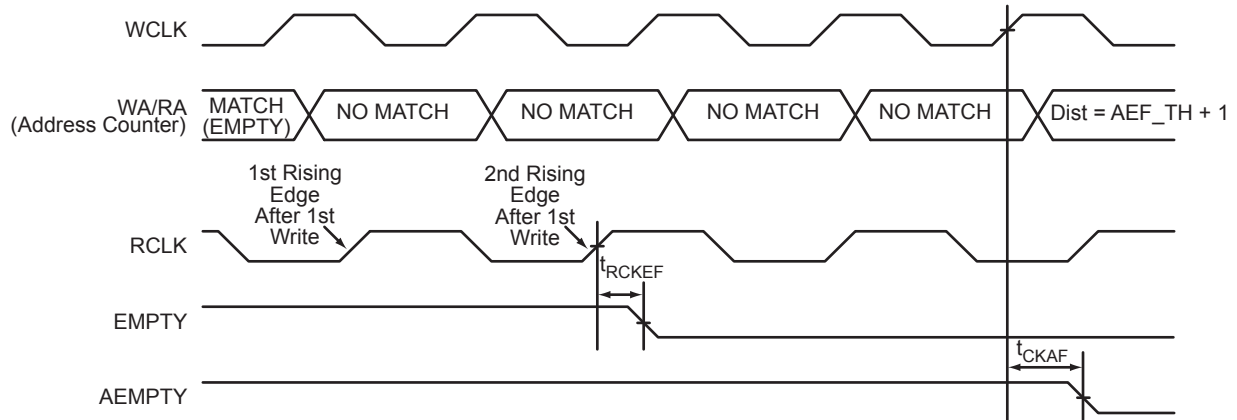 WCLK
WA/RA
(Address Counter)
MATCH
(EMPTY)
NO MATCH
NO MATCH
NO MATCH
NO MATCH
Dist = AEF_TH + 1
1st Rising
Edge
After 1st
Write
2nd Rising
Edge
After 1st
Write
RCLK
tRCKEF
EMPTY
tCKAF
AEMPTY